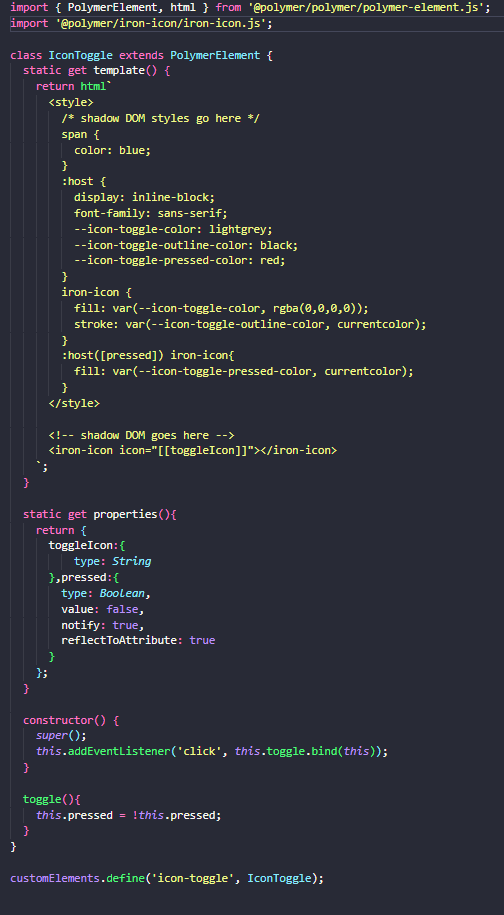 import { PolymerElement, html } from '@polymer/polymer/polymer-element.js';
import '@polymer/iron-icon/iron-icon.js';

class IconToggle extends PolymerElement {
  static get template() {
    return html`
      <style>
        /* shadow DOM styles go here */
        span {
          color: blue;
        }
        :host {
          display: inline-block;
          font-family: sans-serif;
          --icon-toggle-color: lightgrey;
          --icon-toggle-outline-color: black;
          --icon-toggle-pressed-color: red;
        }
        iron-icon {
          fill: var(--icon-toggle-color, rgba(0,0,0,0));
          stroke: var(--icon-toggle-outline-color, currentcolor);
        }
        :host([pressed]) iron-icon{
          fill: var(--icon-toggle-pressed-color, currentcolor);
        }
      </style>

      <!-- shadow DOM goes here -->
      <iron-icon icon="[[toggleIcon]]"></iron-icon>
    `;
  }

  static get properties(){
    return {
      toggleIcon:{
          type: String
      },pressed:{
        type: Boolean,
        value: false,
        notify: true,
        reflectToAttribute: true
      }
    };
  }

  constructor() {
    super();
    this.addEventListener('click', this.toggle.bind(this));
  }

  toggle(){
    this.pressed = !this.pressed;
  }
}

customElements.define('icon-toggle', IconToggle);